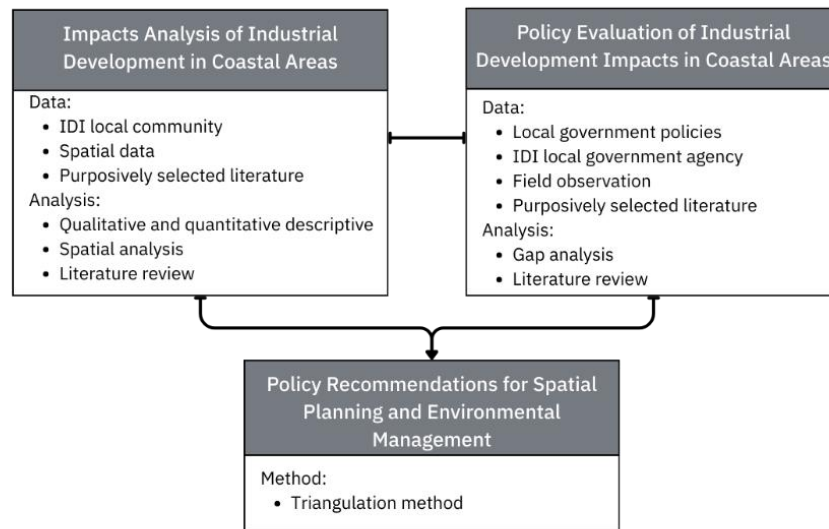 Impacts Analysis of Industrial
Development in Coastal Areas
Data:
• IDI local community
• Spatial data
• Purposively selected literature
Analysis:
• Qualitative and quantitative descriptive
• Spatial analysis
• Literature review
Policy Evaluation of Industrial
Development Impacts in Coastal Areas
Data:
• Local government policies
• IDI local government agency
• Field observation
• Purposively selected literature
Analysis:
• Gap analysis
• Literature review
Policy Recommendations for Spatial
Planning and Environmental
Management
Method:
• Triangulation method